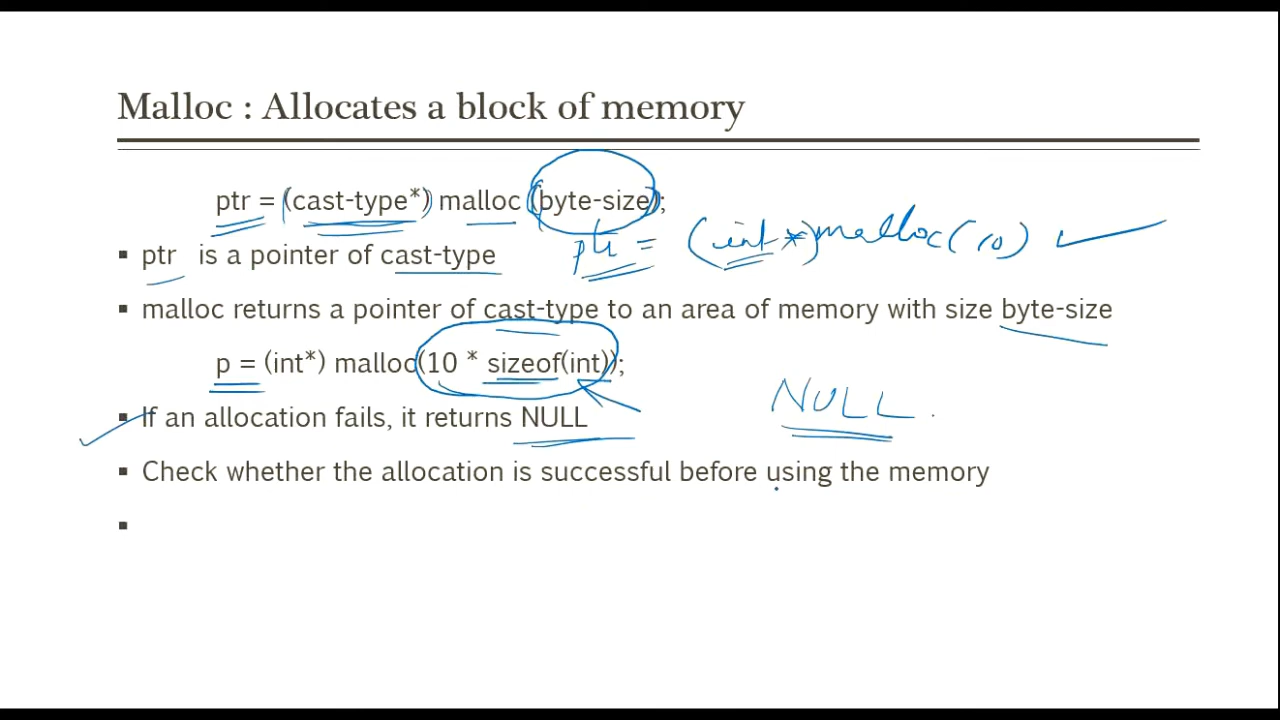 Malloc : Allocates a block of memory
ptr = (cast-type*) malloc (byte-size);
ptr = (int *)malloc(10)
▪ ptr is a pointer of cast-type
▪ malloc returns a pointer of cast-type to an area of memory with size byte-size
p = (int*) malloc(10 * sizeof(int));
NULL
▪ If an allocation fails, it returns NULL
▪ Check whether the allocation is successful before using the memory
▪